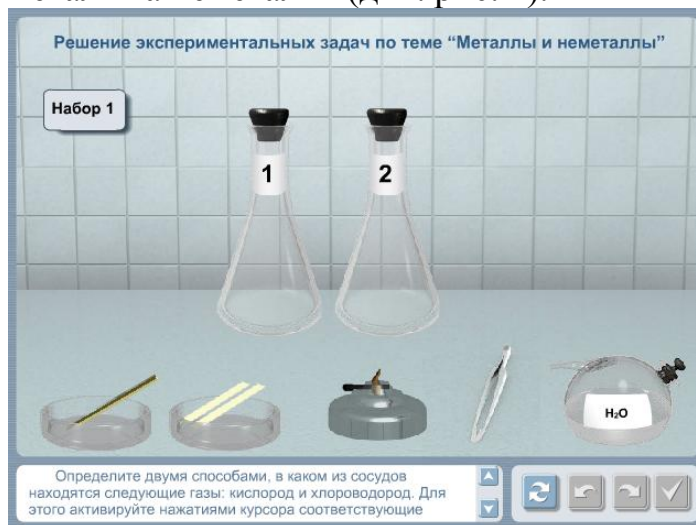 Решение экспериментальных задач по теме “Металлы и неметаллы”
Набор 1
1
2
H₂O
Определите двумя способами, в каком из сосудов
находятся следующие газы: кислород и хлороводород. Для
этого активируйте нажатиями курсора соответствующие